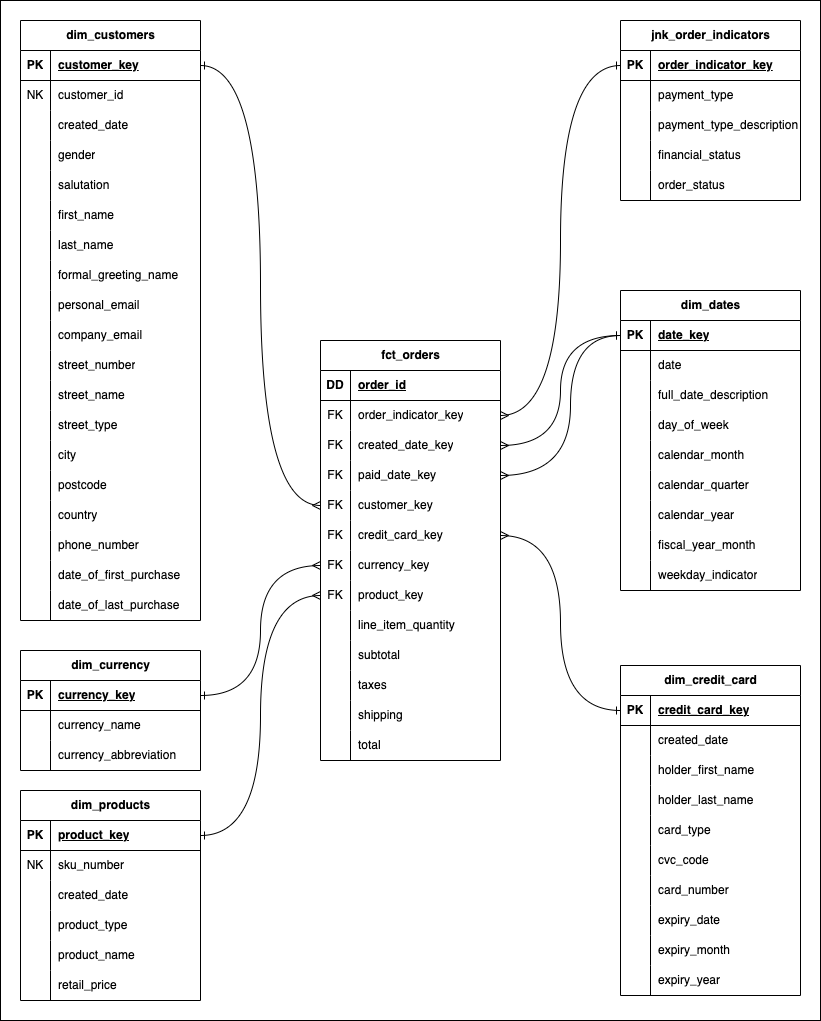 dim_customers
PK customer_key
NK customer_id
created_date
gender
salutation
first_name
last_name
formal_greeting_name
personal_email
company_email
street_number
street_name
street_type
city
postcode
country
phone_number
date_of_first_purchase
date_of_last_purchase
dim_currency
PK currency_key
currency_name
currency_abbreviation
dim_products
PK product_key
NK sku_number
created_date
product_type
product_name
retail_price
fct_orders
DD order_id
FK order_indicator_key
FK created_date_key
FK paid_date_key
FK customer_key
FK credit_card_key
FK currency_key
FK product_key
line_item_quantity
subtotal
taxes
shipping
total
jnk_order_indicators
PK order_indicator_key
payment_type
payment_type_description
financial_status
order_status
dim_dates
PK date_key
date
full_date_description
day_of_week
calendar_month
calendar_quarter
calendar_year
fiscal_year_month
weekday_indicator
dim_credit_card
PK credit_card_key
created_date
holder_first_name
holder_last_name
card_type
cvc_code
card_number
expiry_date
expiry_month
expiry_year